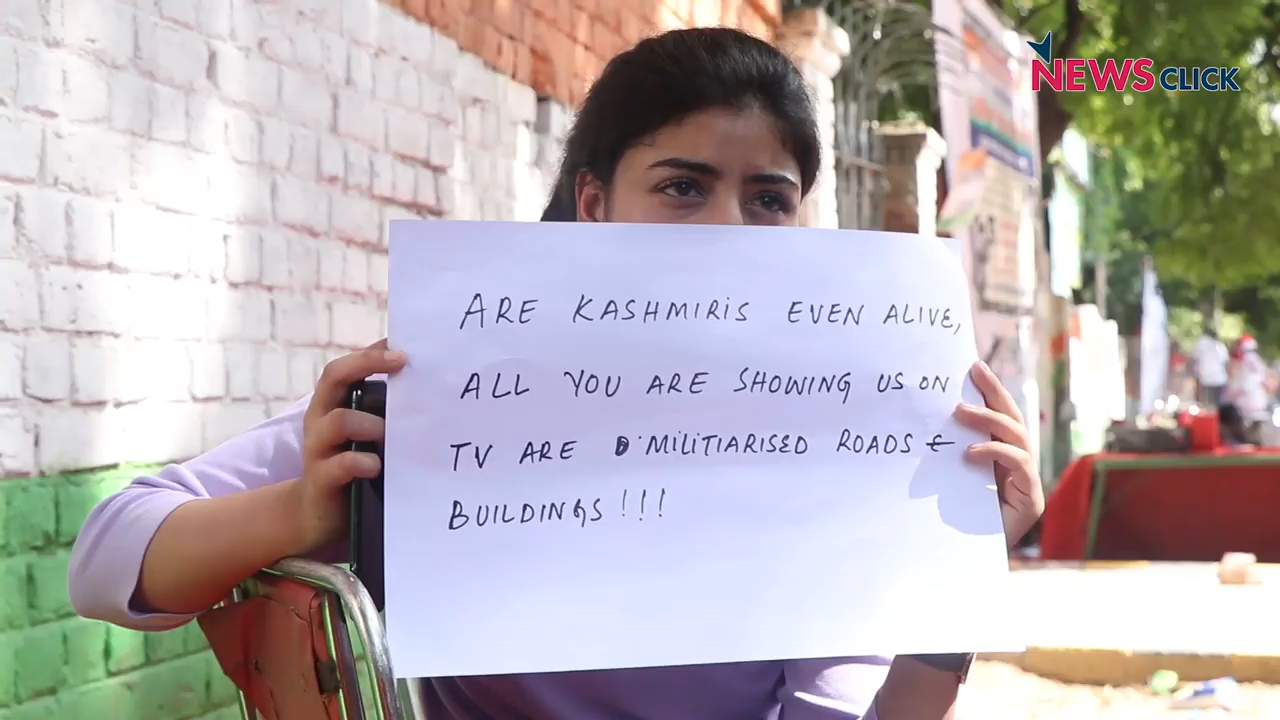 NEWSCLICK
ARE KASHMIRIS EVEN ALIVE,
ALL YOU ARE SHOWING US ON
TV ARE MILITIARISED ROADS &
BUILDINGS!!!